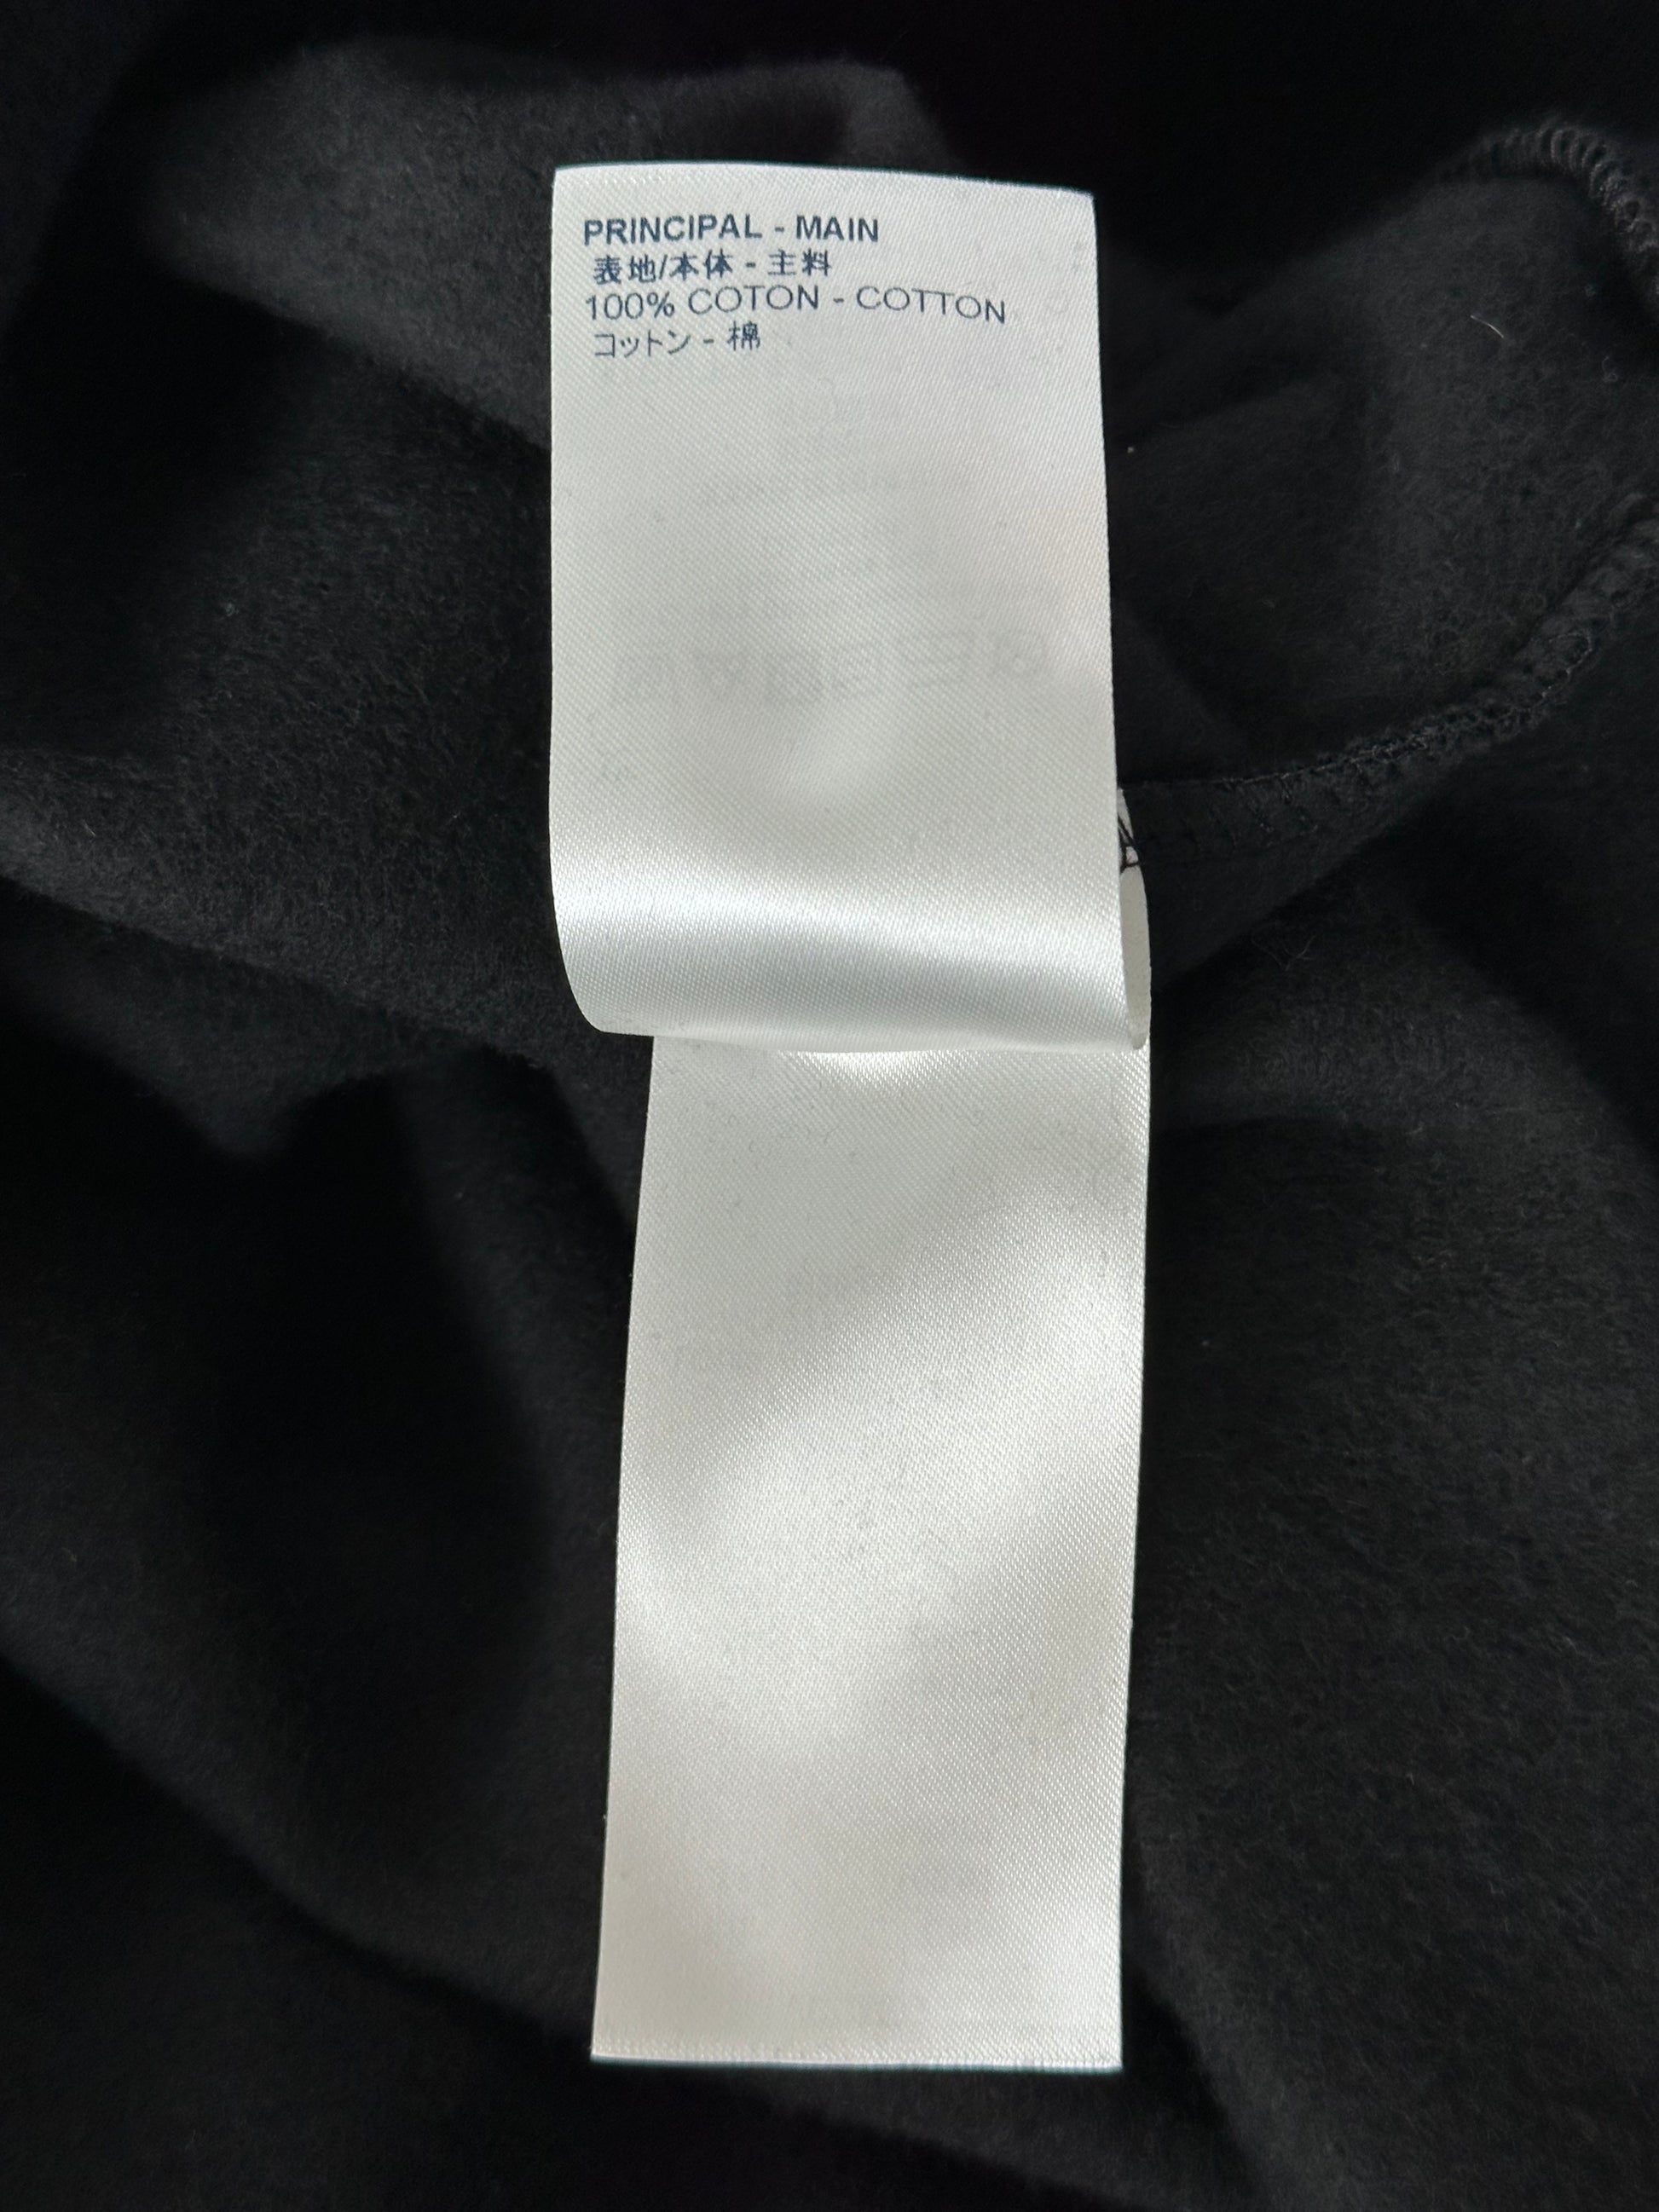 PRINCIPAL - MAIN
表地/本体 - 主料
100% COTON - COTTON
コットン - 棉